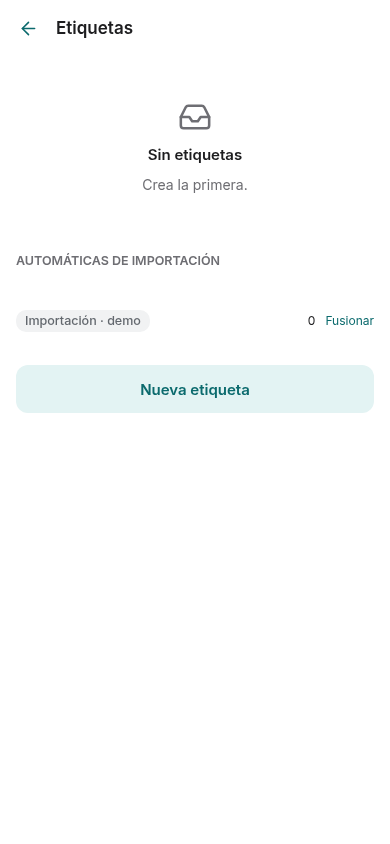 Etiquetas
Sin etiquetas
Crea la primera.
AUTOMÁTICAS DE IMPORTACIÓN
Importación · demo 0 Fusionar
Nueva etiqueta